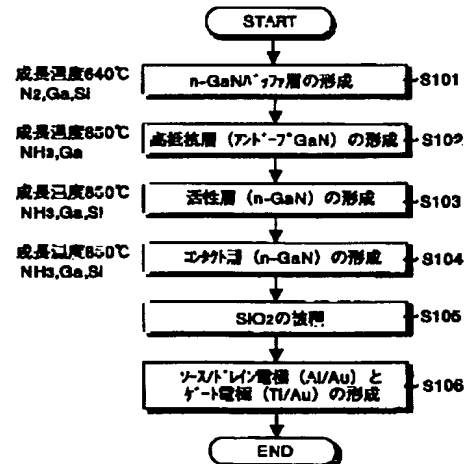 START
成長温度640℃
N2,Ga,Si
n-GaNバッファ層の形成
S101
成長温度850℃
NH3,Ga
高抵抗層（アンドープGaN）の形成
S102
成長温度850℃
NH3,Ga,Si
活性層（n-GaN）の形成
S103
成長温度850℃
NH3,Ga,Si
コンタクト層（n-GaN）の形成
S104
SiO2の被覆
S105
ソース/ドレイン電極（Al/Au）と
ゲート電極（Ti/Au）の形成
S106
END